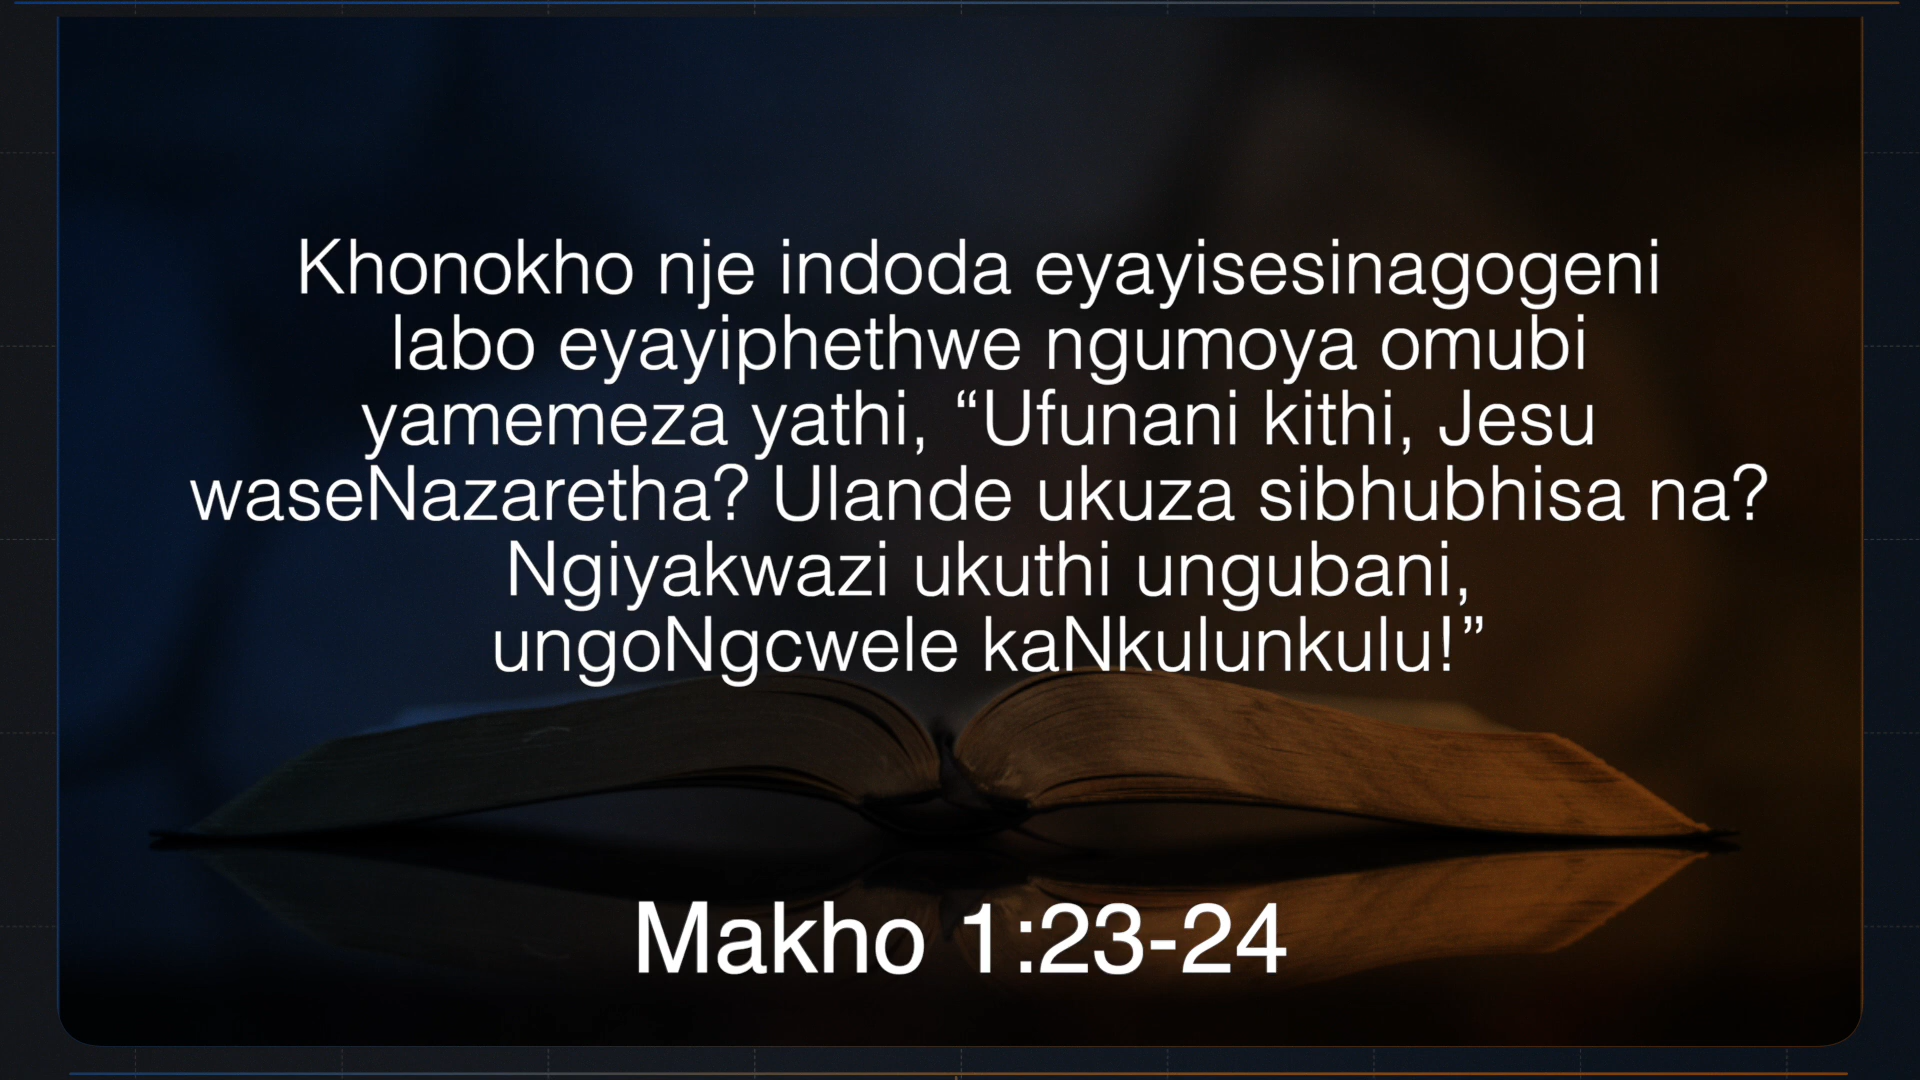 Khonokho nje indoda eyayisesinagogeni
labo eyayiphethwe ngumoya omubi
yamemeza yathi, “Ufunani kithi, Jesu
waseNazaretha? Ulande ukuza sibhubhisa na?
Ngiyakwazi ukuthi ungubani,
ungoNgcwele kaNkulunkulu!”
Makho 1:23-24